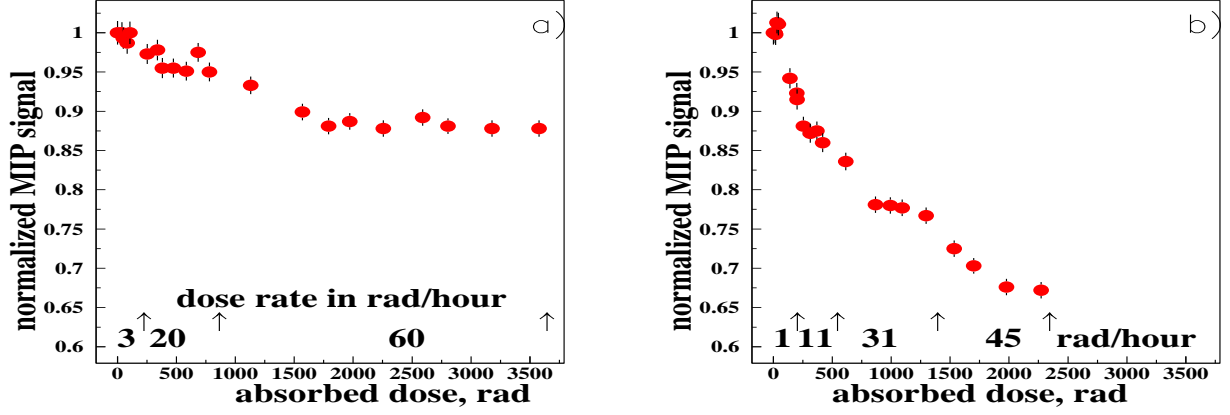 a)
normalized MIP signal
1
0.95
0.9
0.85
0.8
0.75
0.7
0.65
0.6
dose rate in rad/hour
3 20 60
0 500 1000 1500 2000 2500 3000 3500
absorbed dose, rad
b)
normalized MIP signal
1
0.95
0.9
0.85
0.8
0.75
0.7
0.65
0.6
1 11 31 45 rad/hour
0 500 1000 1500 2000 2500 3000 3500
absorbed dose, rad